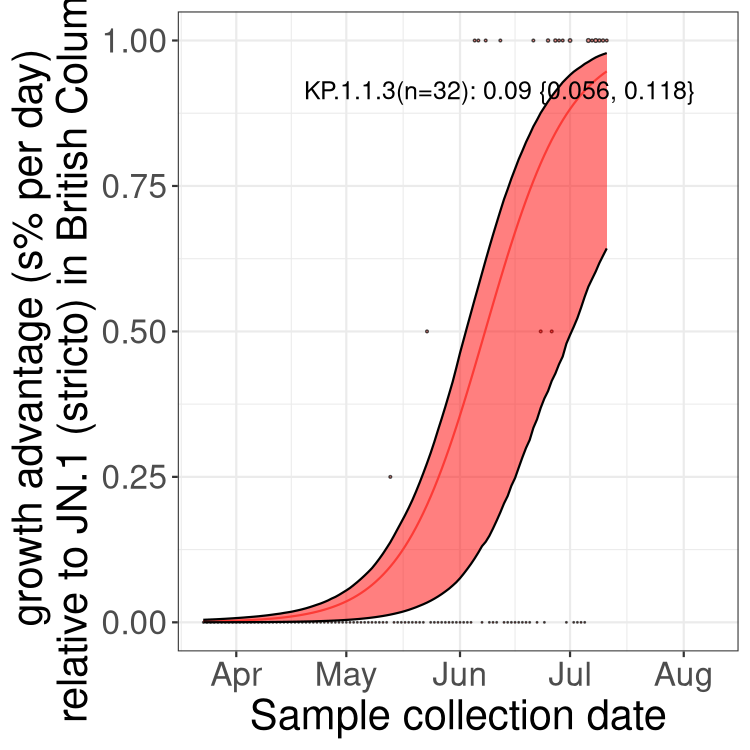 growth advantage (s% per day)
relative to JN.1 (stricto) in British Colum
1.00
0.75
0.50
0.25
0.00
KP.1.1.3(n=32): 0.09 {0.056, 0.118}
Apr May Jun Jul Aug
Sample collection date